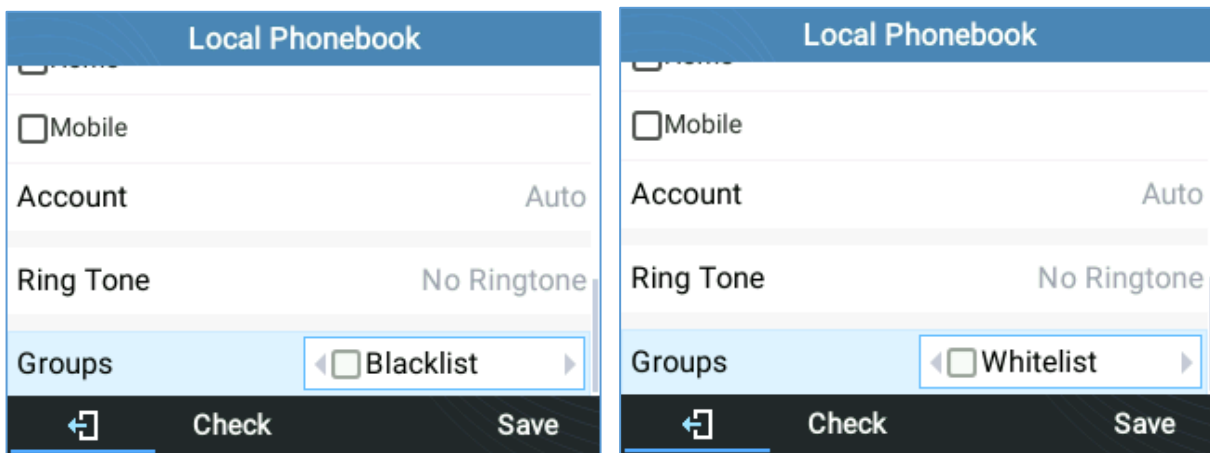 Local Phonebook
Mobile
Account Auto
Ring Tone No Ringtone
Groups Blacklist
Check Save
Local Phonebook
Mobile
Account Auto
Ring Tone No Ringtone
Groups Whitelist
Check Save